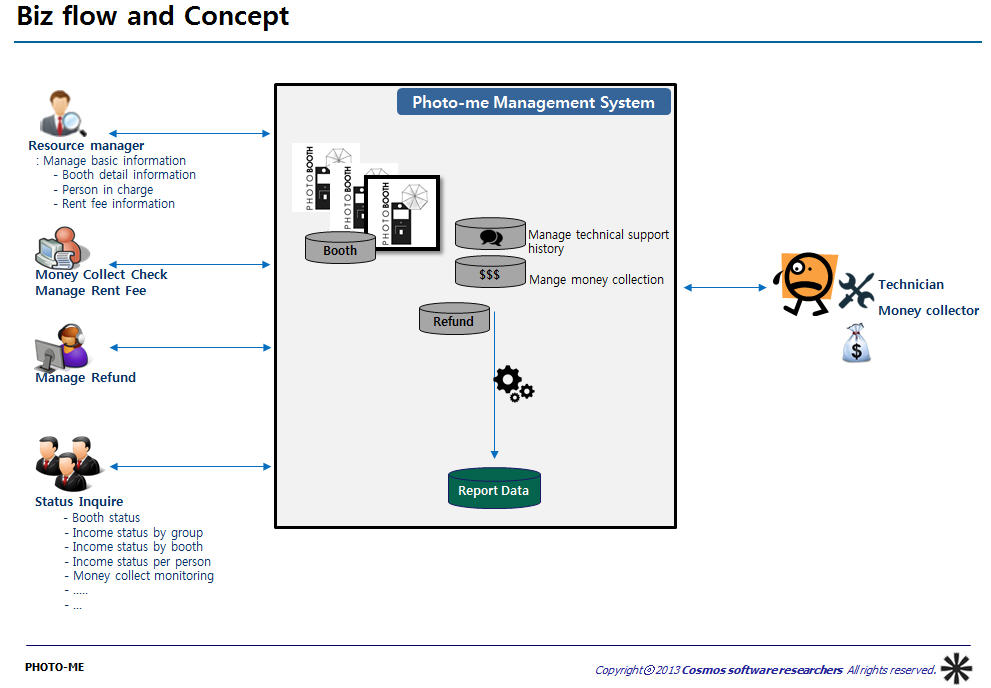 Biz flow and Concept
Photo-me Management System
Resource manager
: Manage basic information
- Booth detail information
- Person in charge
- Rent fee information
Money Collect Check
Manage Rent Fee
Manage Refund
Status Inquire
- Booth status
- Income status by group
- Income status by booth
- Income status per person
- Money collect monitoring
- .....
- ...
PHOTOBOOTH
PHOTOBOOTH
PHOTOBOOTH
Booth
Manage technical support
history
$$$
Mange money collection
Refund
Report Data
Technician
Money collector
$
PHOTO-ME
Copyright ⓒ 2013 Cosmos software researchers All rights reserved.